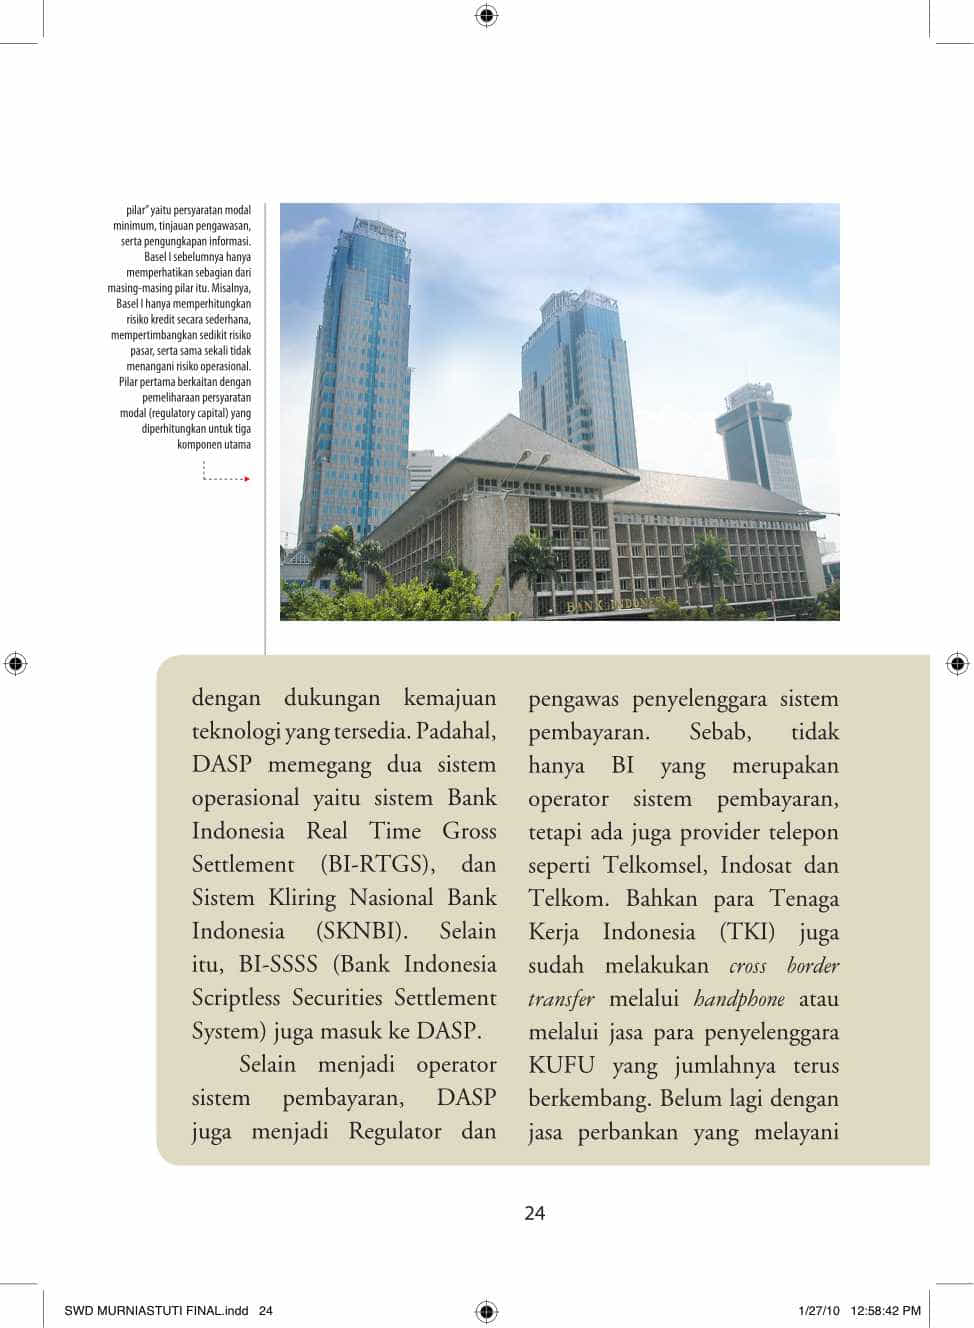 pilar" yaitu persyaratan modal
minimum, tinjauan pengawasan,
serta pengungkapan informasi.
Basel I sebelumnya hanya
memperhatikan sebagian dari
masing-masing pilar itu. Misalnya,
Basel I hanya memperhitungkan
risiko kredit secara sederhana,
mempertimbangkan sedikit risiko
pasar, serta sama sekali tidak
menangani risiko operasional.
Pilar pertama berkaitan dengan
pemeliharaan persyaratan
modal (regulatory capital) yang
diperhitungkan untuk tiga
komponen utama
BANK INDON
dengan dukungan kemajuan
teknologi yang tersedia. Padahal,
DASP memegang dua sistem
operasional yaitu sistem Bank
Indonesia Real Time Gross
Settlement (BI-RTGS), dan
Sistem Kliring Nasional Bank
Indonesia (SKNBI). Selain
itu, BI-SSSS (Bank Indonesia
Scriptless Securities Settlement
System) juga masuk ke DASP.
Selain menjadi operator
sistem pembayaran, DASP
juga menjadi Regulator dan
pengawas penyelenggara sistem
pembayaran. Sebab, tidak
hanya BI yang merupakan
operator sistem pembayaran,
tetapi ada juga provider telepon
seperti Telkomsel, Indosat dan
Telkom. Bahkan para Tenaga
Kerja Indonesia (TKI) juga
sudah melakukan cross border
transfer melalui handphone atau
melalui jasa para penyelenggara
KUFU yang jumlahnya terus
berkembang. Belum lagi dengan
jasa perbankan yang melayani
24
SWD MURNIASTUTI FINAL.indd 24
1/27/10 12:58:42 PM